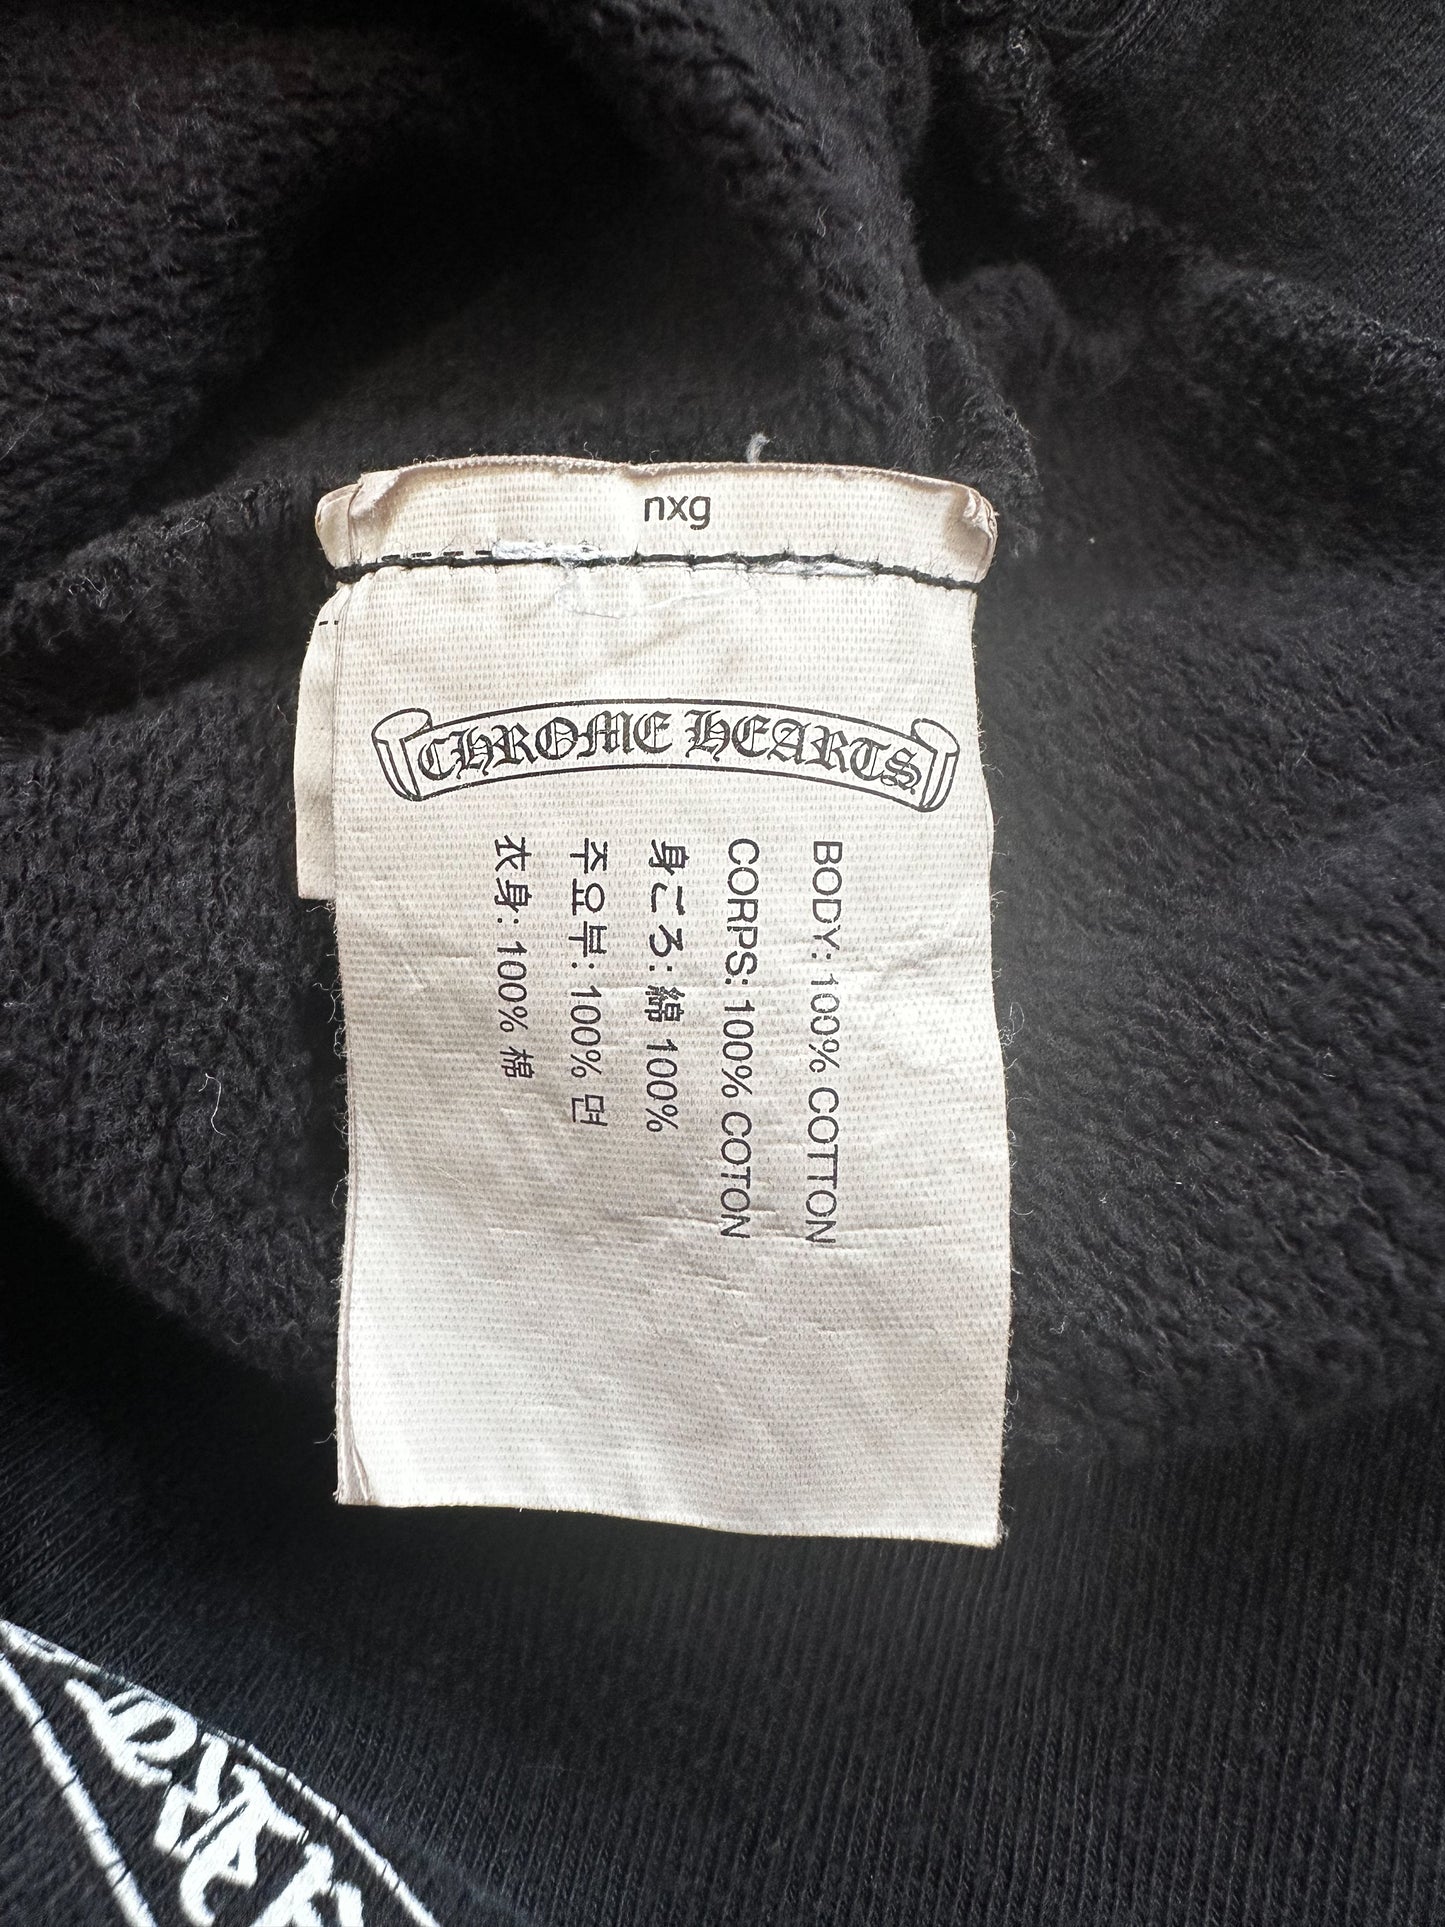 nxg
CHROME HEARTS
BODY: 100% COTTON
CORPS: 100% COTON
身ごろ: 綿 100%
주요부: 100% 면
衣身: 100% 棉